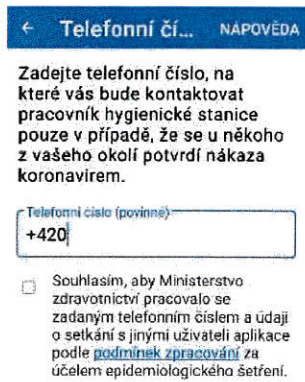 ← Telefonní čí... NÁPOVĚDA
Zadejte telefonní číslo, na
které vás bude kontaktovat
pracovník hygienické stanice
pouze v případě, že se u někoho
z vašeho okolí potvrdí nákaza
koronavirem.
Telefonní číslo (povinné)
+420
Souhlasím, aby Ministerstvo
zdravotnictví pracovalo se
zadaným telefonním číslem a údaji
o setkání s jinými uživateli aplikace
podle podmínek zpracování za
účelem epidemiologického šetření.